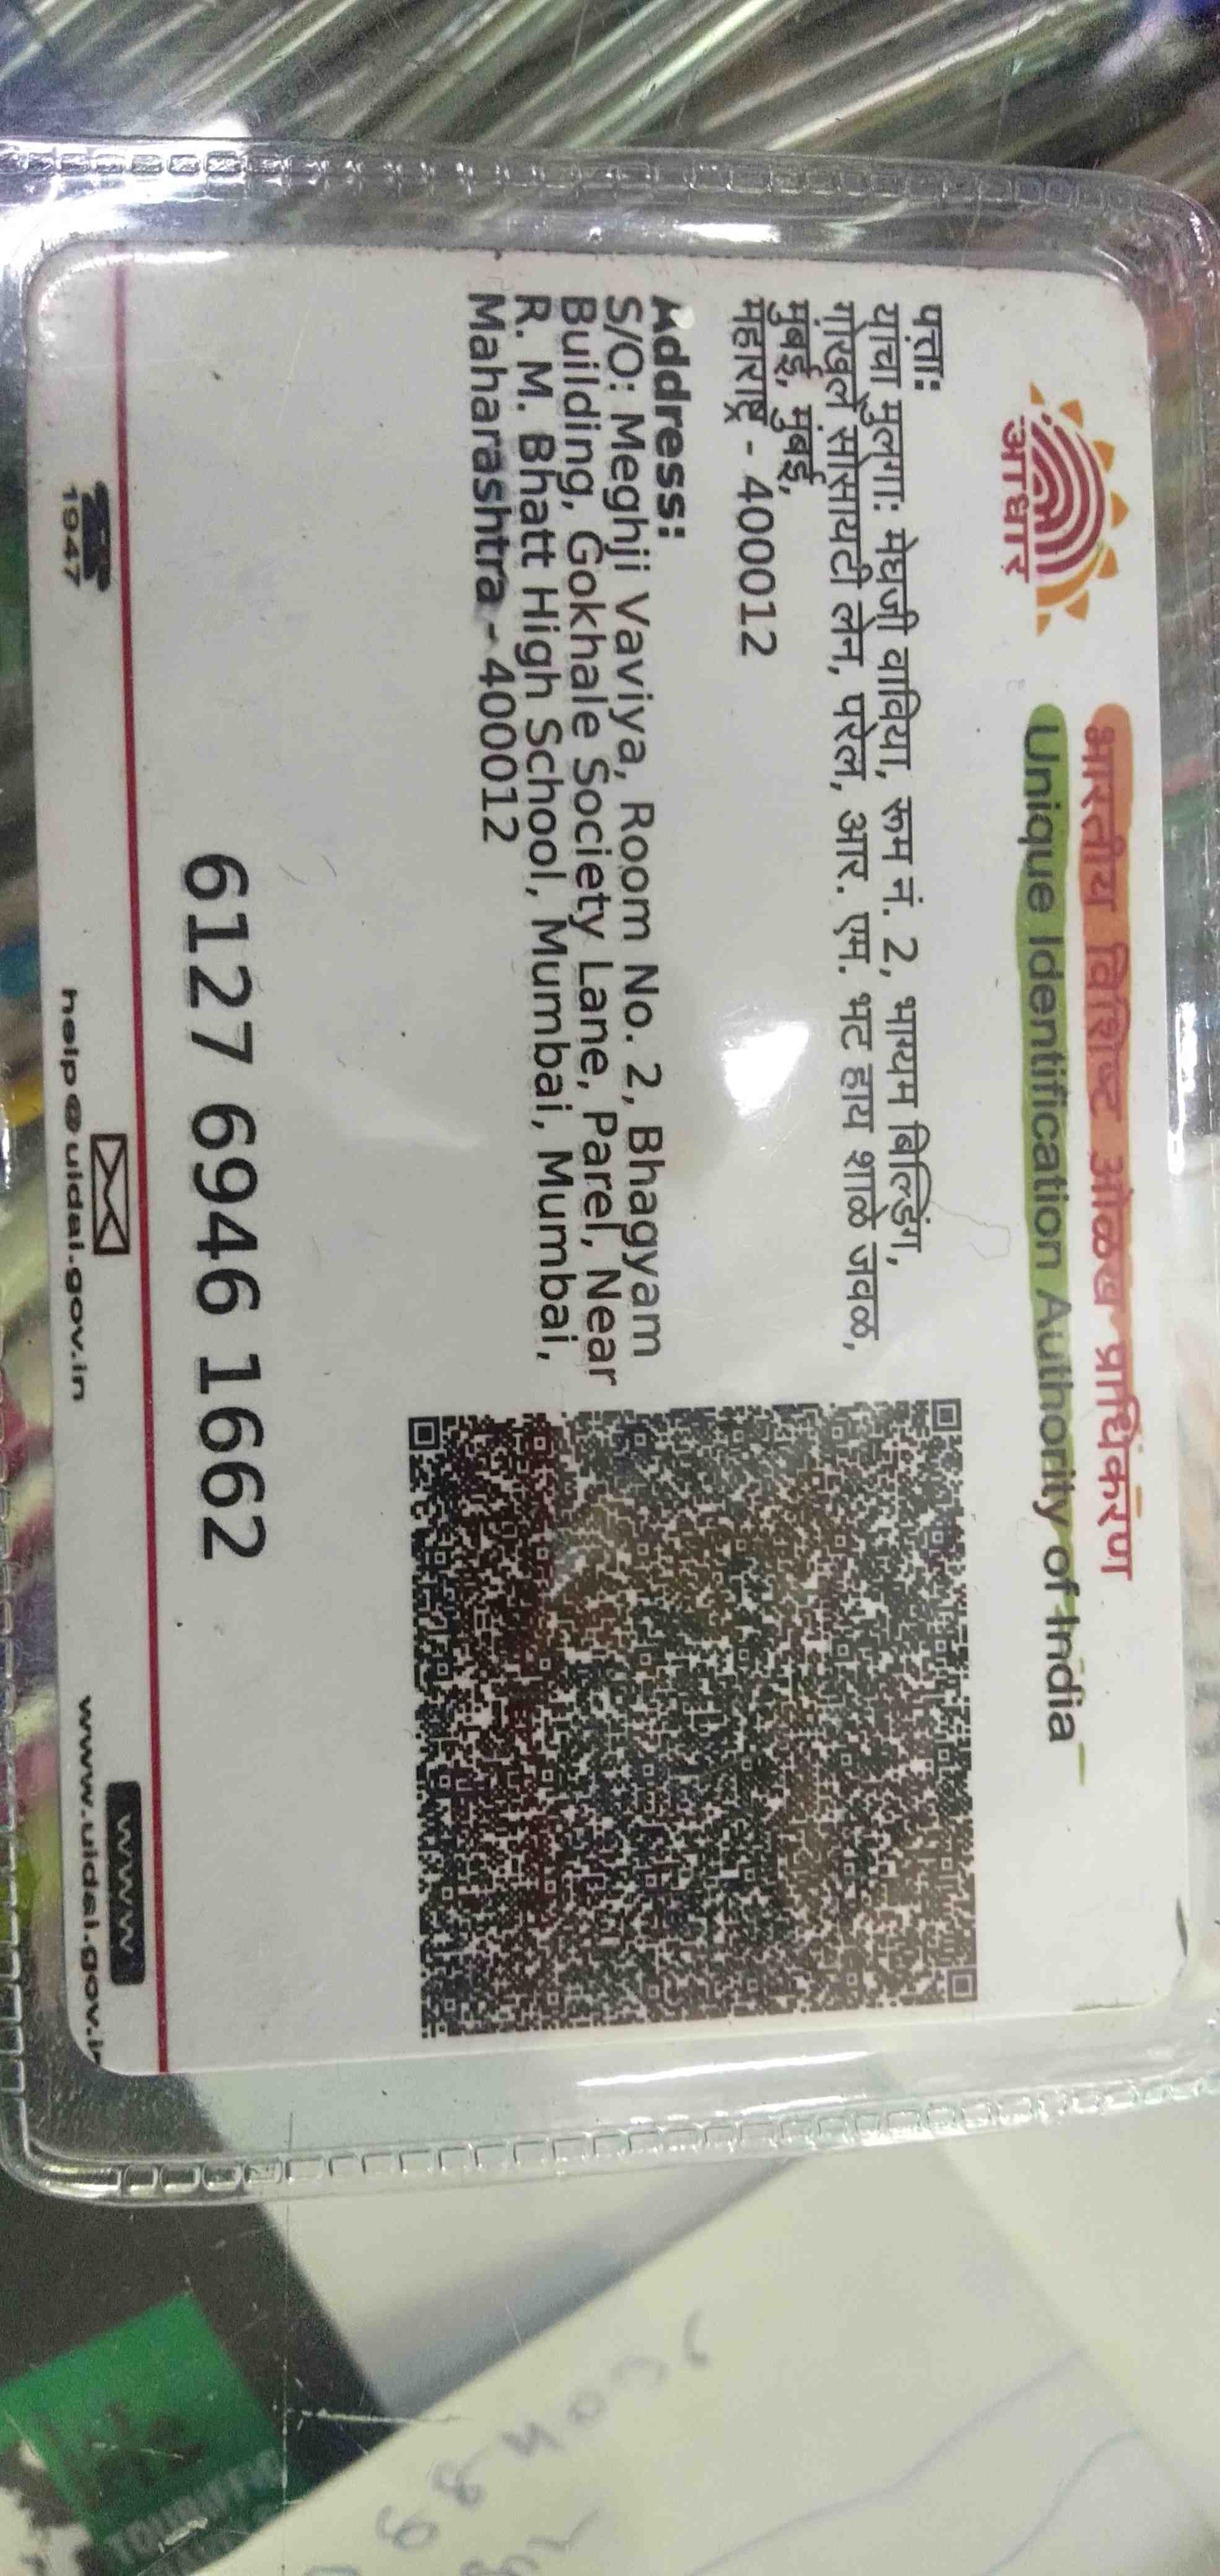 भारतीय विशिष्ट ओळख प्राधिकरण
Unique Identification Authority of India
आधार
पत्ता:
यांचा मुलगा: मेघजी वाविया, रूम नं. 2, भाग्यम बिल्डिंग,
गोखले सोसायटी लेन, परेल, आर. एम. भट हाय शाळे जवळ,
मुंबई, मुंबई,
महाराष्ट्र - 400012
Address:
S/O: Meghji Vaviya, Room No. 2, Bhagyam
Building, Gokhale Society Lane, Parel, Near
R. M. Bhatt High School, Mumbai, Mumbai,
Maharashtra - 400012
6127 6946 1662
1947
help@uidai.gov.in
www
www.uidai.gov.in